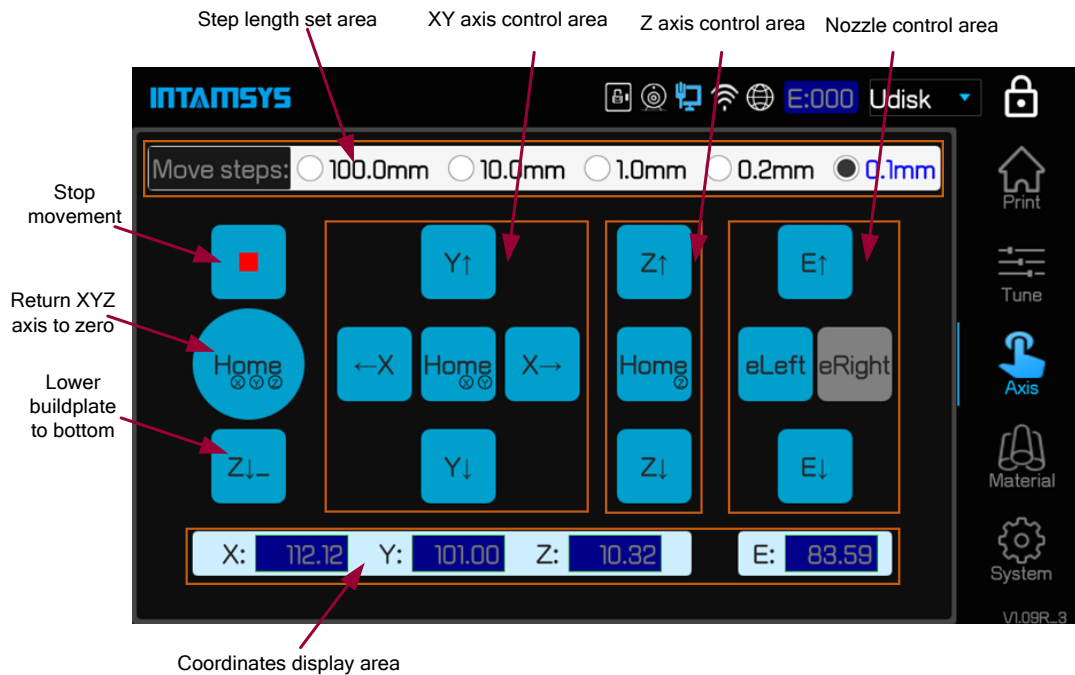 Step length set area
XY axis control area
Z axis control area
Nozzle control area
INTAMSYS
E:000
Udisk
Move steps:
100.0mm
10.0mm
1.0mm
0.2mm
0.1mm
Print
Stop
movement
Y↑
Z↑
E↑
Tune
Return XYZ
axis to zero
Home
X Y Z
←X
Home
X Y
X→
Home
Z
eLeft
eRight
Axis
Lower
buildplate
to bottom
Z↓_
Y↓
Z↓
E↓
Material
X: 112.12
Y: 101.00
Z: 10.32
E: 83.59
System
V1.09R_3
Coordinates display area